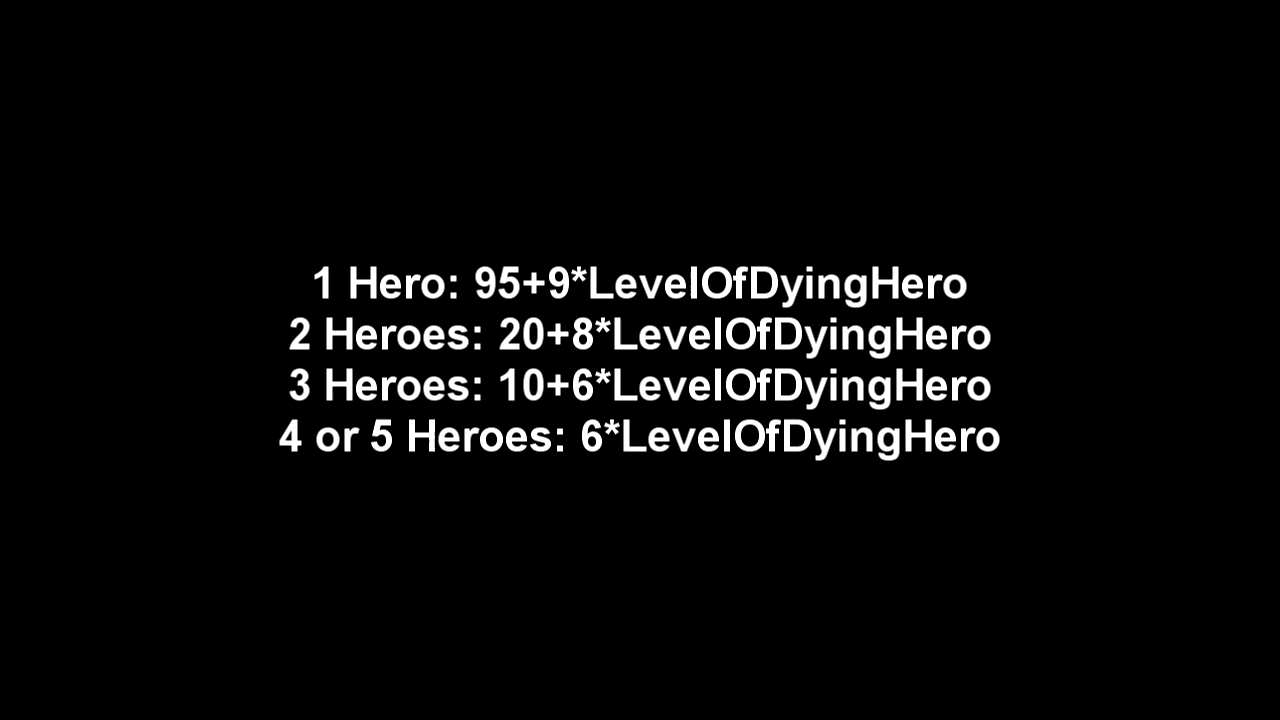 1 Hero: 95+9*LevelOfDyingHero
2 Heroes: 20+8*LevelOfDyingHero
3 Heroes: 10+6*LevelOfDyingHero
4 or 5 Heroes: 6*LevelOfDyingHero